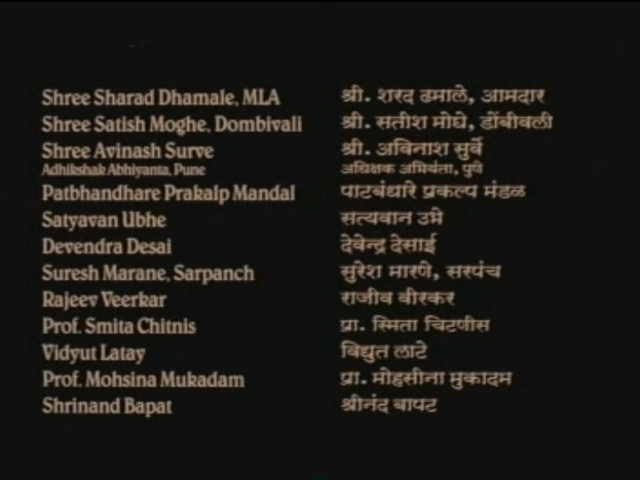 Shree Sharad Dhamale, MLA श्री. शरद ढमाले, आमदार
Shree Satish Moghe, Dombivali श्री. सतीश मोघे, डोंबीवली
Shree Avinash Surve श्री. अविनाश सुर्वे
Adhikshak Abhiyanta, Pune अधिक्षक अभियंता, पुणे
Patbhandhare Prakalp Mandal पाटबंधारे प्रकल्प मंडळ
Satyavan Ubhe सत्यवान उभे
Devendra Desai देवेन्द्र देसाई
Suresh Marane, Sarpanch सुरेश मारणे, सरपंच
Rajeev Veerkar राजीव वीरकर
Prof. Smita Chitnis प्रा. स्मिता चिटणीस
Vidyut Latay विद्युत लाटे
Prof. Mohsina Mukadam प्रा. मोहसीना मुकादम
Shrinand Bapat श्रीनंद बापट